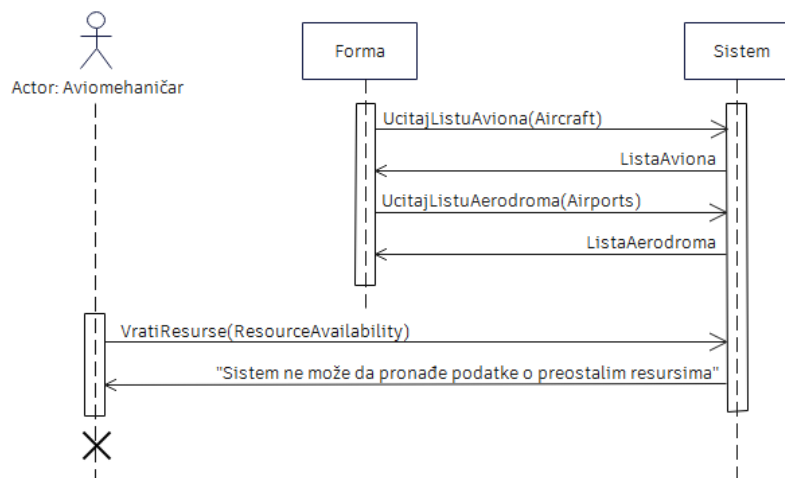 Actor: Aviomehaničar
Forma
Sistem
UcitajListuAviona(Aircraft)
ListaAviona
UcitajListuAerodroma(Airports)
ListaAerodroma
VratiResurse(ResourceAvailability)
"Sistem ne može da pronađe podatke o preostalim resursima"